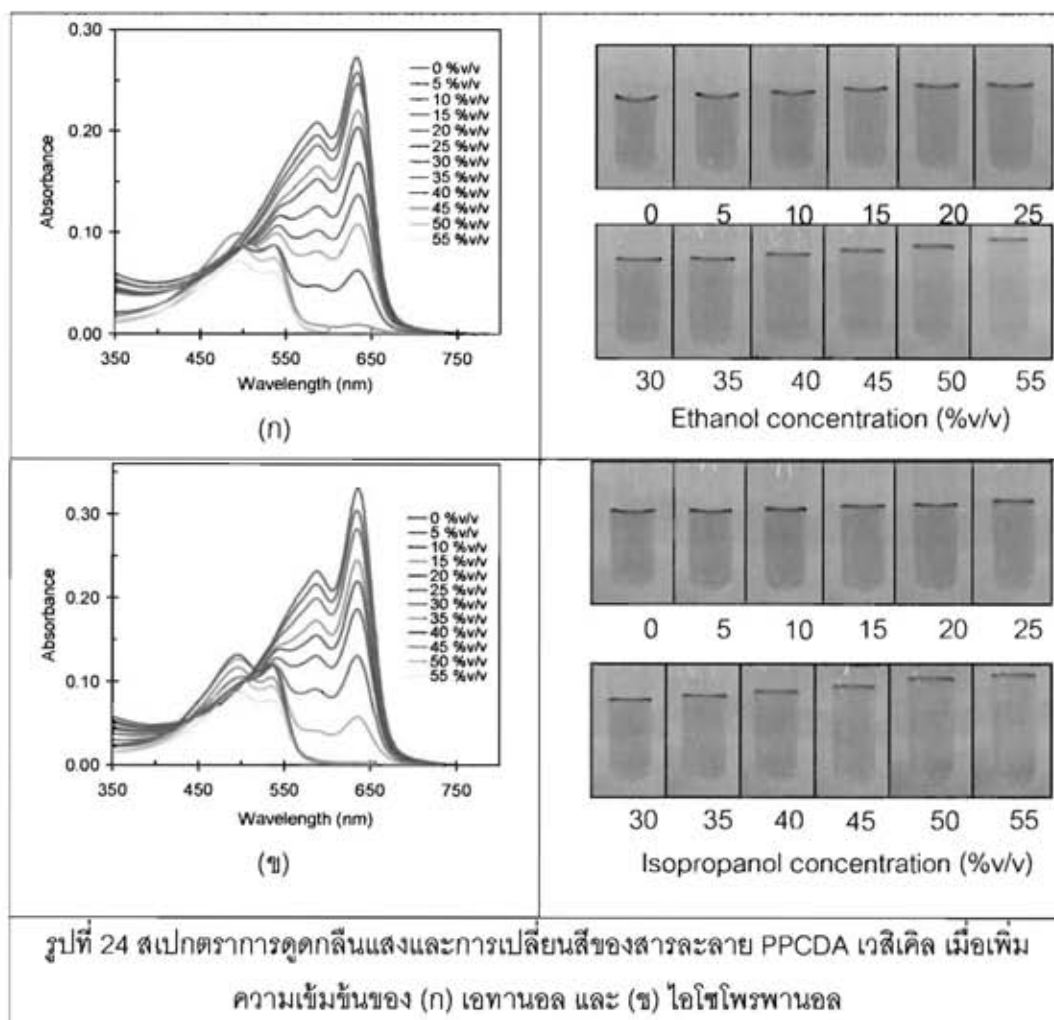 0.30
0.20
0.10
0.00
Absorbance
350 450 550 650 750
Wavelength (nm)
0 %v/v
5 %v/v
10 %v/v
15 %v/v
20 %v/v
25 %v/v
30 %v/v
35 %v/v
40 %v/v
45 %v/v
50 %v/v
55 %v/v
(ก)
0 5 10 15 20 25
30 35 40 45 50 55
Ethanol concentration (%v/v)
0.30
0.20
0.10
0.00
Absorbance
350 450 550 650 750
Wavelength (nm)
0 %v/v
5 %v/v
10 %v/v
15 %v/v
20 %v/v
25 %v/v
30 %v/v
35 %v/v
40 %v/v
45 %v/v
50 %v/v
55 %v/v
(ข)
0 5 10 15 20 25
30 35 40 45 50 55
Isopropanol concentration (%v/v)
รูปที่ 24 สเปกตราการดูดกลืนแสงและการเปลี่ยนสีของสารละลาย PPCDA เวสิเคิล เมื่อเพิ่ม
ความเข้มข้นของ (ก) เอทานอล และ (ข) ไอโซโพรพานอล